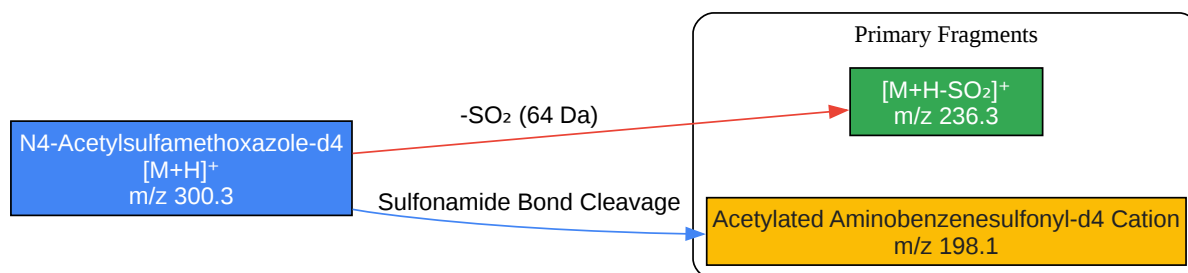 Primary Fragments
[M+H-SO₂]⁺
m/z 236.3
-SO₂ (64 Da)
N4-Acetylsulfamethoxazole-d4
[M+H]⁺
m/z 300.3
Sulfonamide Bond Cleavage
Acetylated Aminobenzenesulfonyl-d4 Cation
m/z 198.1